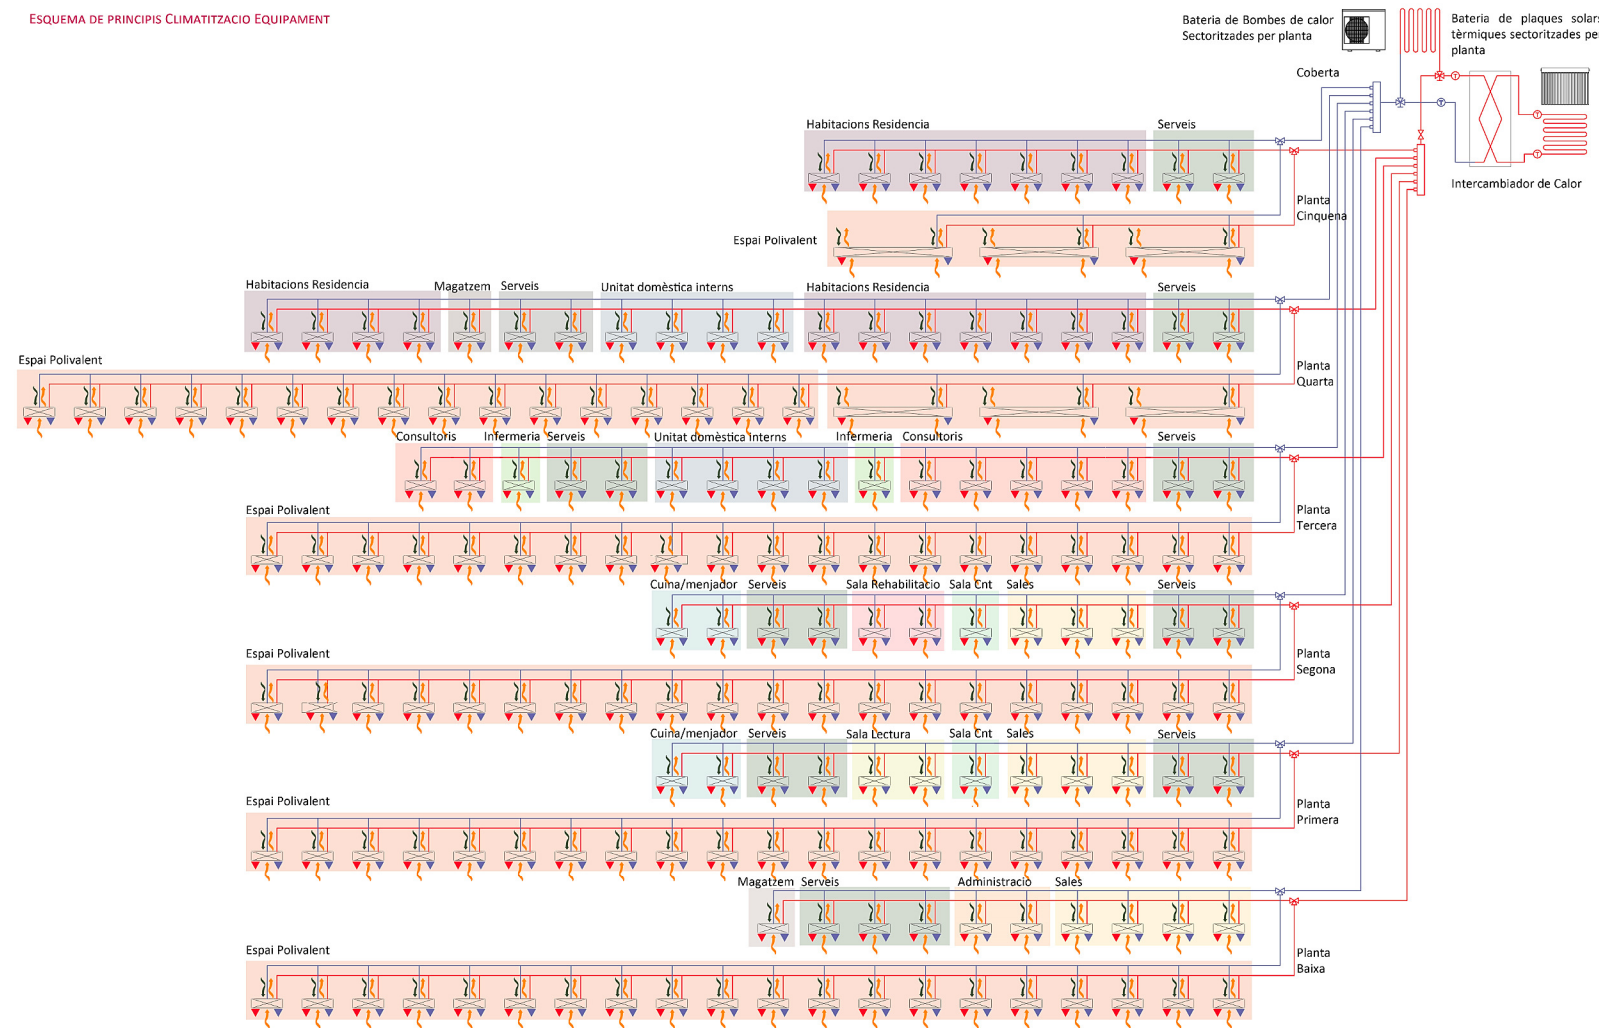 ESQUEMA DE PRINCIPIS CLIMATITZACIO EQUIPAMENT
Bateria de Bombes de calor
Sectoritzades per planta
Bateria de plaques solars
tèrmiques sectoritzades per
planta
Coberta
Intercambiador de Calor
Habitacions Residencia
Serveis
Planta
Cinquena
Espai Polivalent
Habitacions Residencia
Magatzem
Serveis
Unitat domèstica interns
Habitacions Residencia
Serveis
Planta
Quarta
Espai Polivalent
Consultoris
Infermeria
Serveis
Unitat domèstica interns
Infermeria
Consultoris
Serveis
Planta
Tercera
Espai Polivalent
Cuina/menjador
Serveis
Sala Rehabilitacio
Sala Cnt
Sales
Serveis
Planta
Segona
Espai Polivalent
Cuina/menjador
Serveis
Sala Lectura
Sala Cnt
Sales
Serveis
Planta
Primera
Espai Polivalent
Magatzem
Serveis
Administracio
Sales
Planta
Baixa
Espai Polivalent